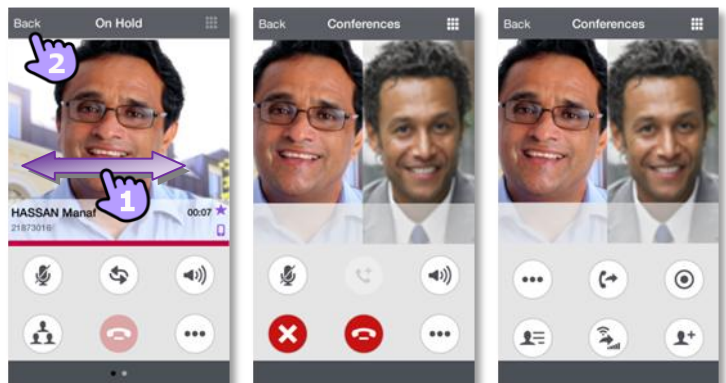 Back On Hold
2
1
HASSAN Manaf 00:07
21873016
Back Conferences
Back Conferences